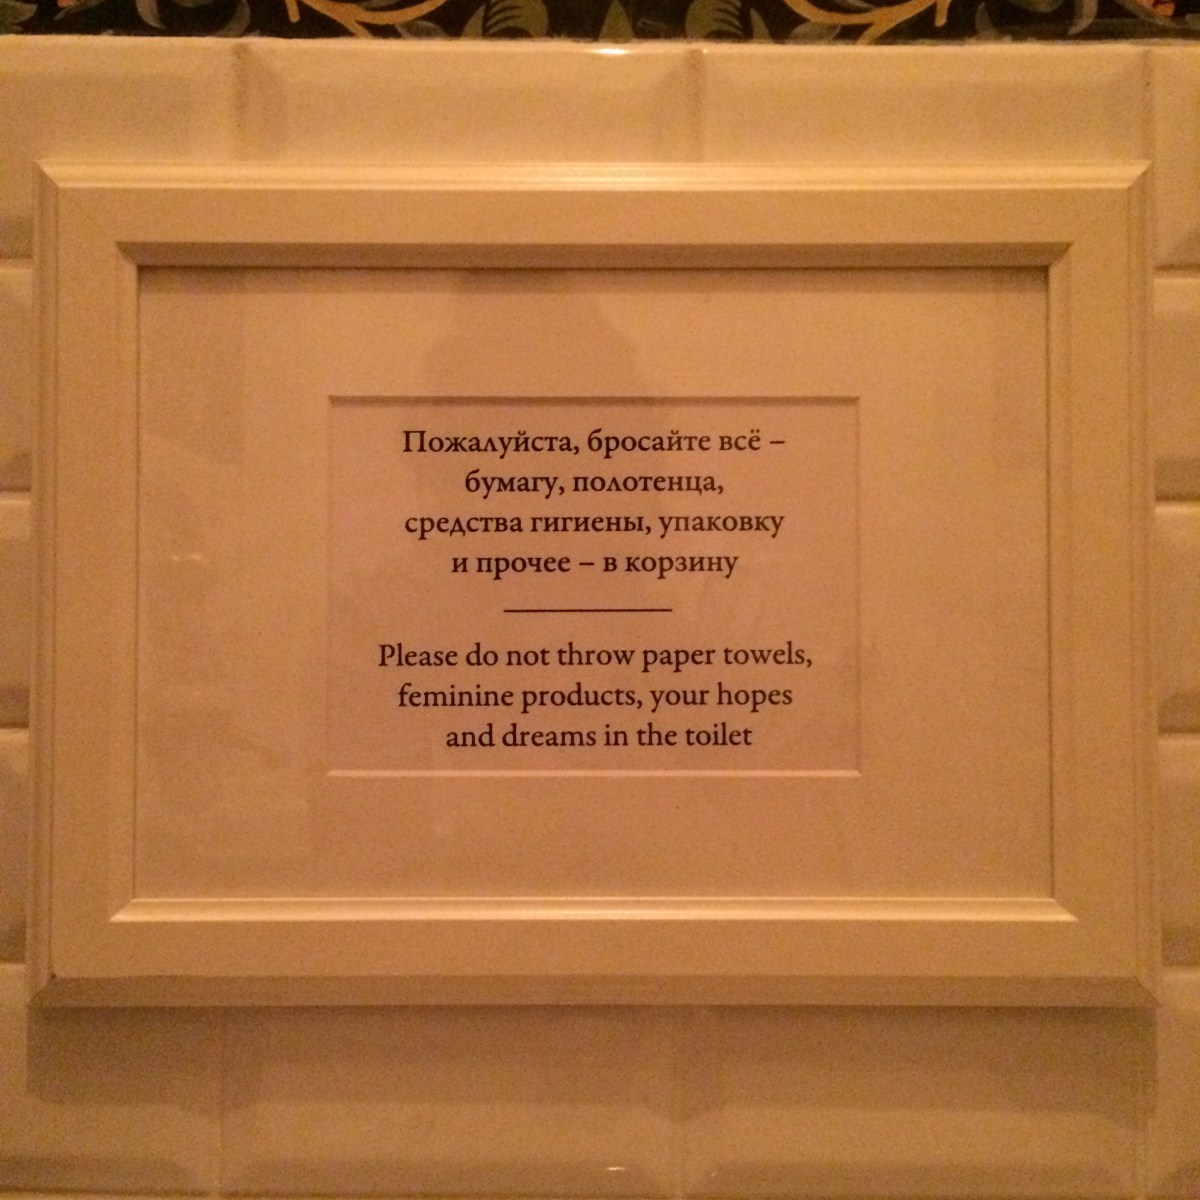 Пожалуйста, бросайте всё –
бумагу, полотенца,
средства гигиены, упаковку
и прочее – в корзину
Please do not throw paper towels,
feminine products, your hopes
and dreams in the toilet